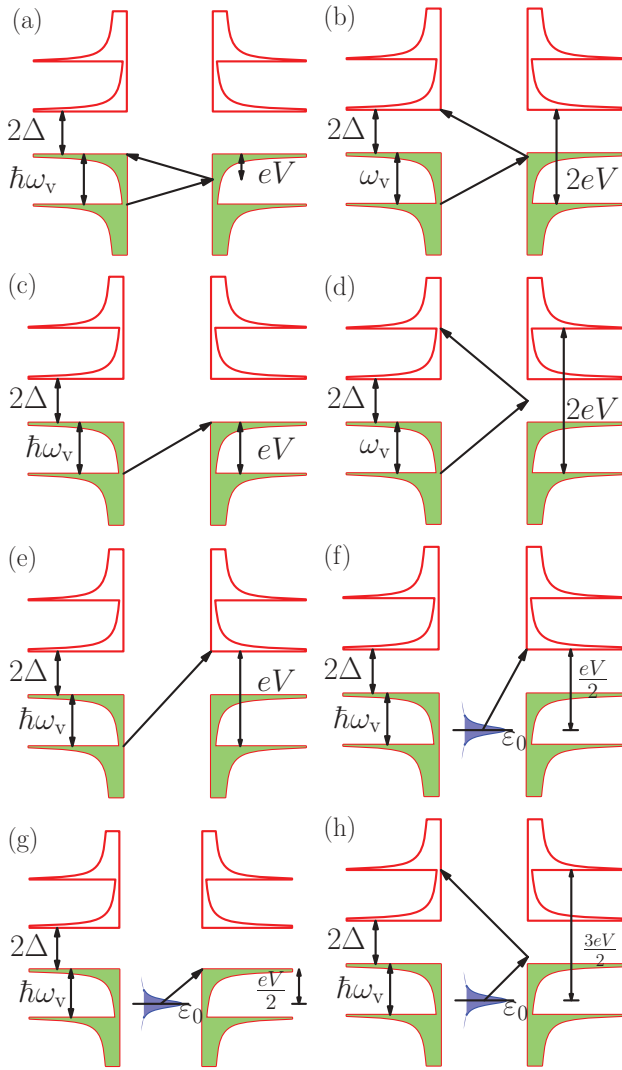 (a)
2Δ
ħω_v
eV
(b)
2Δ
ω_v
2eV
(c)
2Δ
ħω_v
eV
(d)
2Δ
ω_v
2eV
(e)
2Δ
ħω_v
eV
(f)
2Δ
ħω_v
ε_0
eV/2
(g)
2Δ
ħω_v
ε_0
eV/2
(h)
2Δ
ħω_v
ε_0
3eV/2